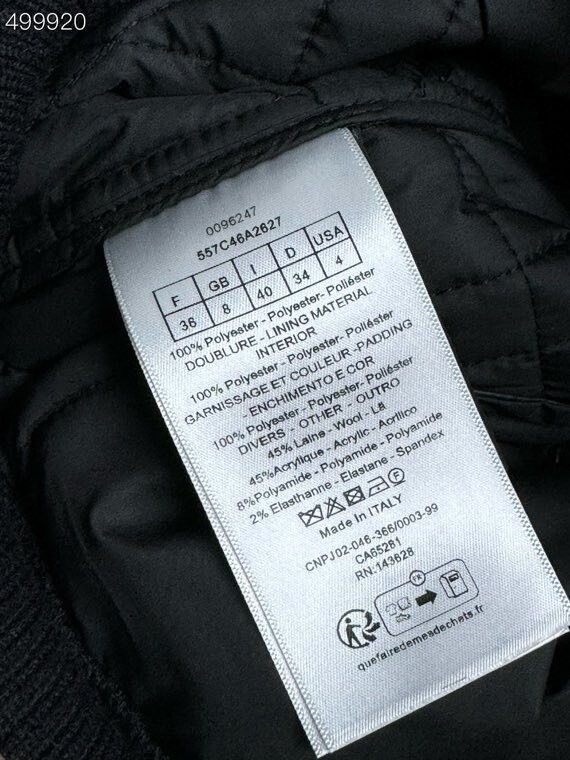 499920
0096247
557C46A2627
F GB I D USA
36 8 40 34 4
100% Polyester - Polyester- Poliéster
DOUBLURE - LINING MATERIAL
INTERIOR
100% Polyester - Polyester- Poliéster
GARNISSAGE ET COULEUR -PADDING
- ENCHIMENTO E COR
100% Polyester - Polyester- Poliéster
DIVERS - OTHER - OUTRO
45% Laine - Wool - Lã
45%Acrylique - Acrylic - Acrílico
8%Polyamide - Polyamide - Polyamide
2% Elasthanne - Elastane - Spandex
Made In ITALY
CNPJ02-046-366/0003-99
CA65281
RN:143628
FR
quefairedemesdechets.fr